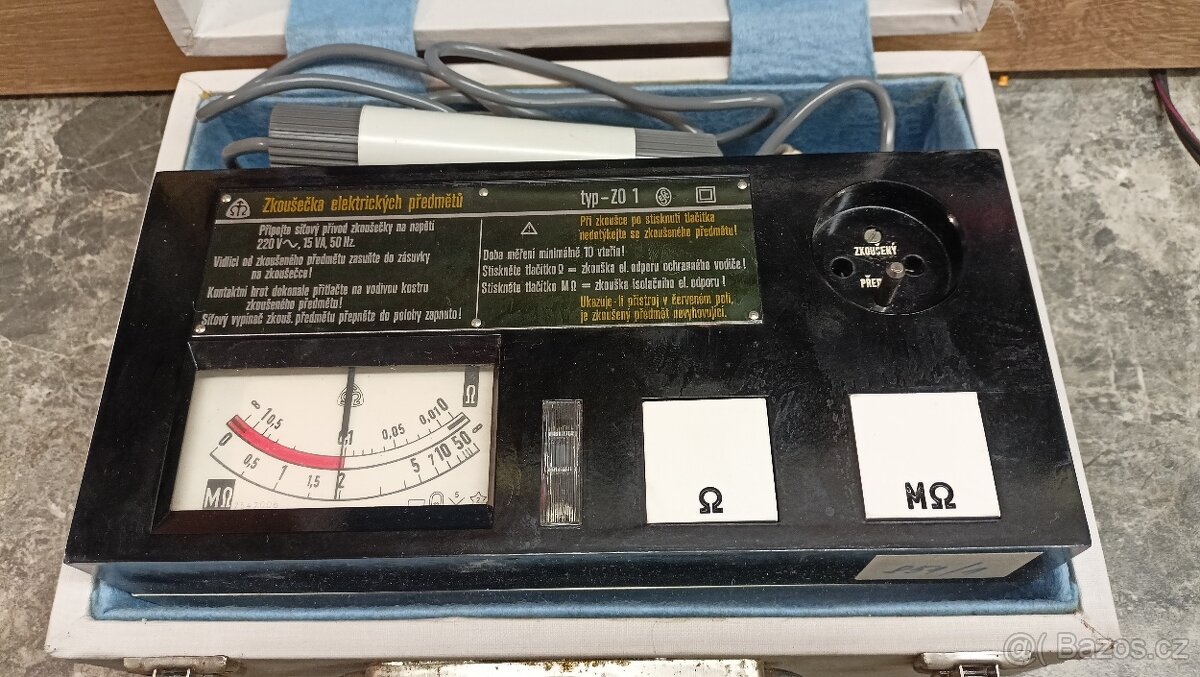 Zkoušečka elektrických předmětů
typ-ZO 1
Připojte síťový přívod zkoušečky na napětí
220 V~, 15 VA, 50 Hz.
Vidlici od zkoušeného předmětu zasuňte do zásuvky
na zkoušečce!
Kontaktní hrot dokonale přitlačte na vodivou kostru
zkoušeného předmětu!
Síťový vypínač zkouš. předmětu přepněte do polohy zapnuto!
Při zkoušce po stisknutí tlačítka
nedotýkejte se zkoušeného předmětu!
Doba měření minimálně 10 vteřin!
Stiskněte tlačítko Ω = zkouška el. odporu ochranného vodiče!
Stiskněte tlačítko MΩ = zkouška isolačního el. odporu!
Ukazuje-li přístroj v červeném poli,
je zkoušený předmět nevyhovující.
ZKOUŠENÝ
PŘED
Ω
∞ 1 0,5 0,1 0,05 0,01 0
0 0,5 1 1,5 2 5 7 10 50 ∞
MΩ
Ω
MΩ
@( Bazos.cz